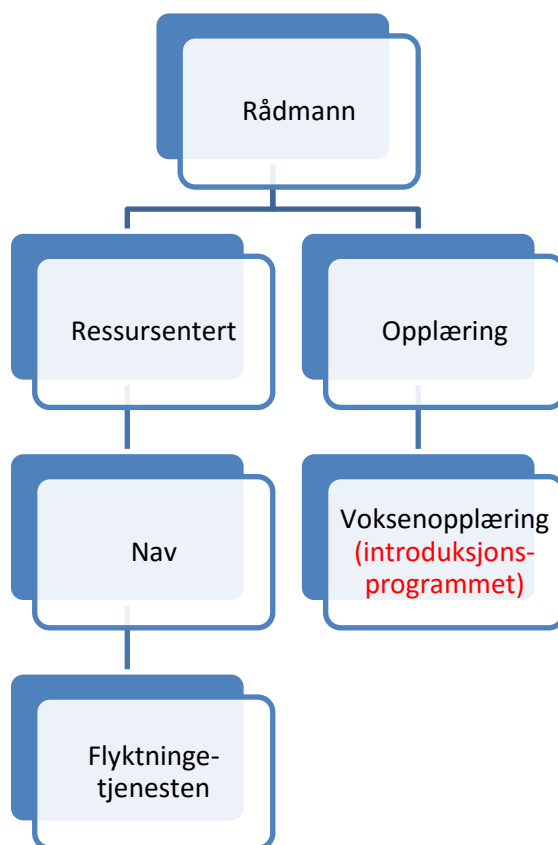 Rådmann
Ressursentert
Opplæring
Nav
Voksenopplæring
(introduksjons-
programmet)
Flyktninge-
tjenesten